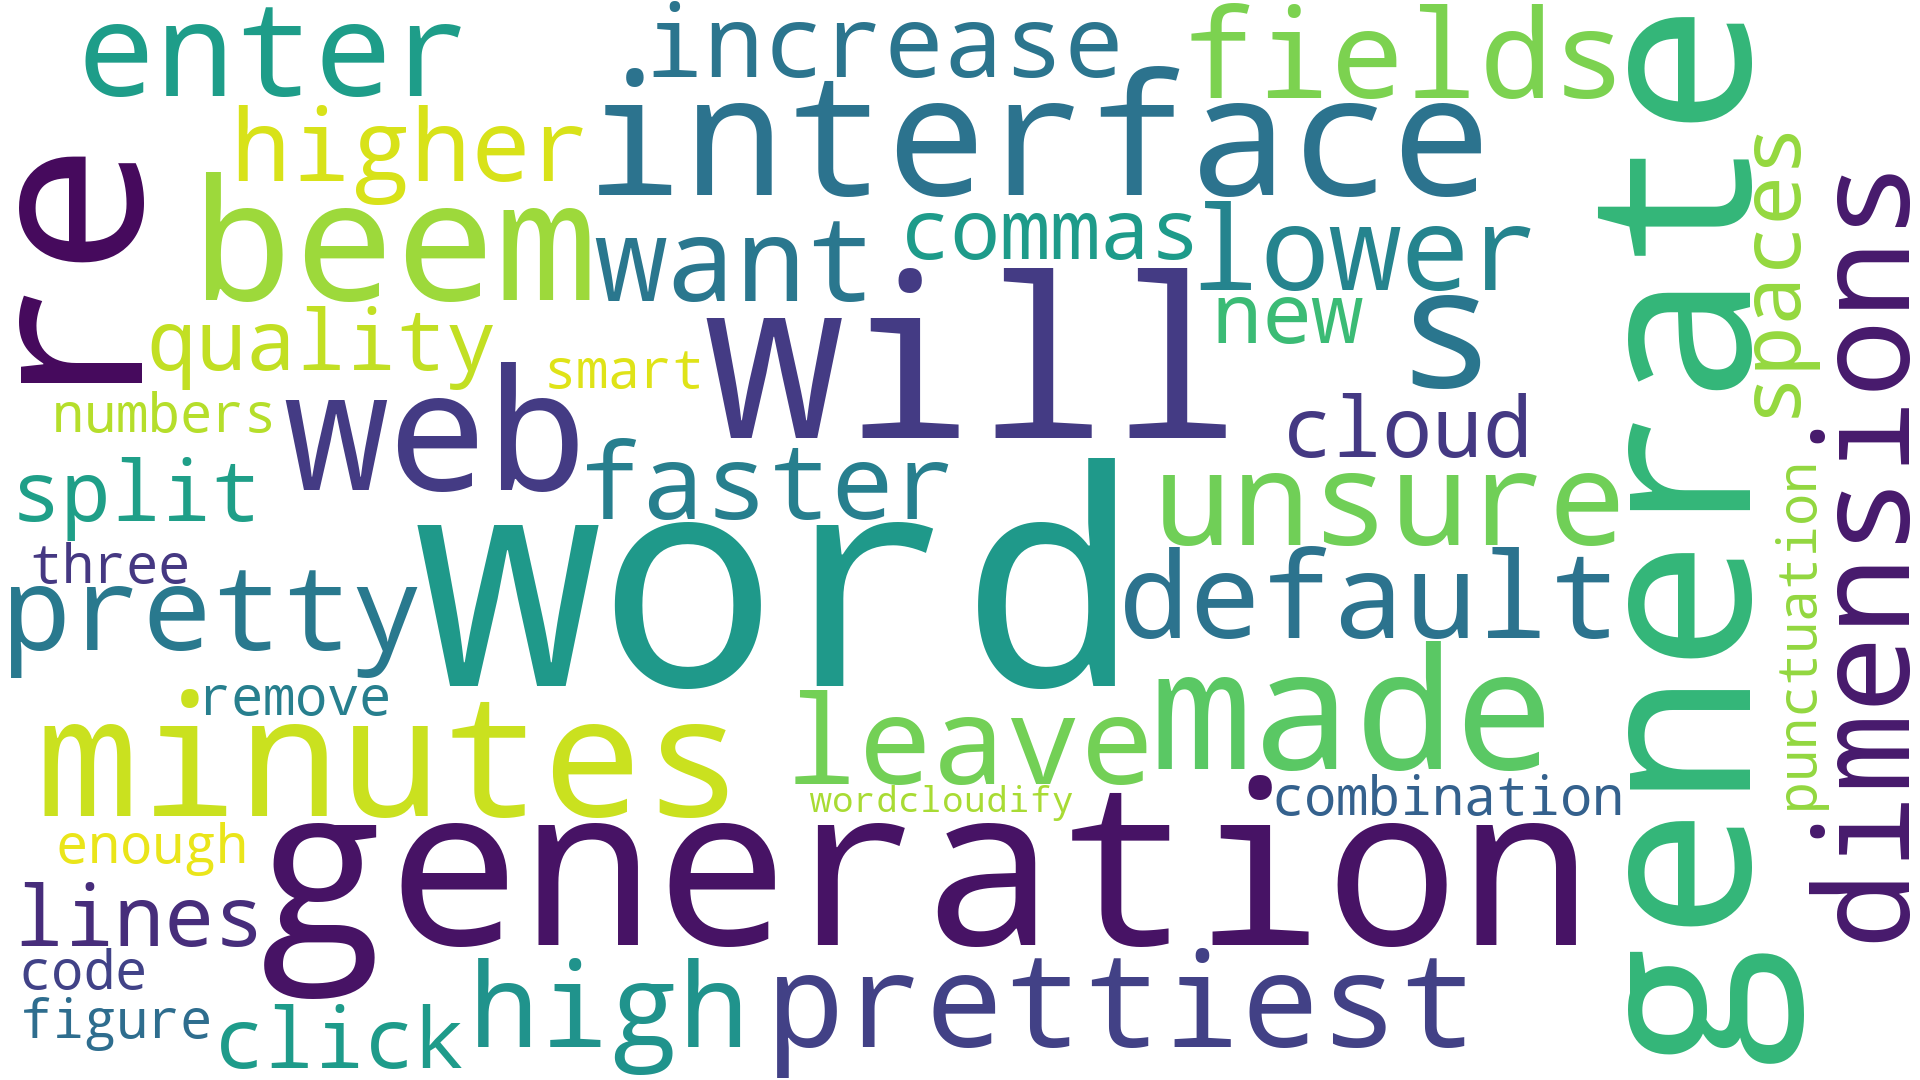 enter
increase
fields
higher
interface
re
beem
want
commas
lower
generate
spaces
dimensions
quality
smart
will
new
s
numbers
web
cloud
split
faster
unsure
punctuation
three
pretty
word
default
remove
minutes
leave
made
wordcloudify
combination
enough
generation
lines
code
figure
click
high
prettiest